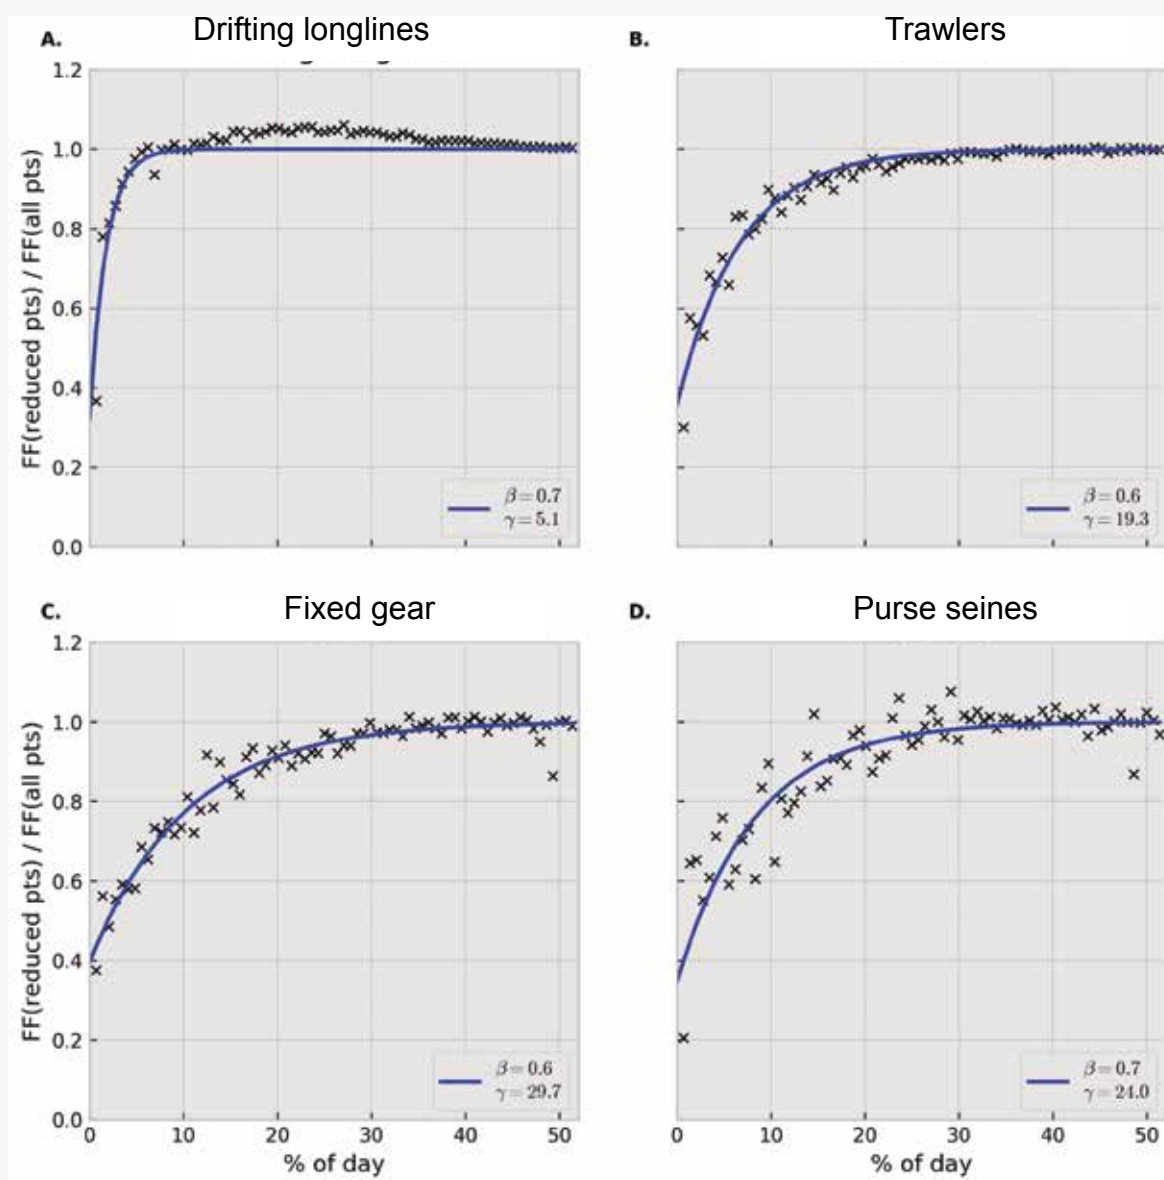 A. Drifting longlines
B. Trawlers
FF(reduced pts) / FF(all pts)
1.2
1.0
0.8
0.6
0.4
0.2
0.0
β = 0.7
γ = 5.1
β = 0.6
γ = 19.3
C. Fixed gear
D. Purse seines
FF(reduced pts) / FF(all pts)
1.2
1.0
0.8
0.6
0.4
0.2
0.0
β = 0.6
γ = 29.7
β = 0.7
γ = 24.0
0 10 20 30 40 50
% of day
0 10 20 30 40 50
% of day